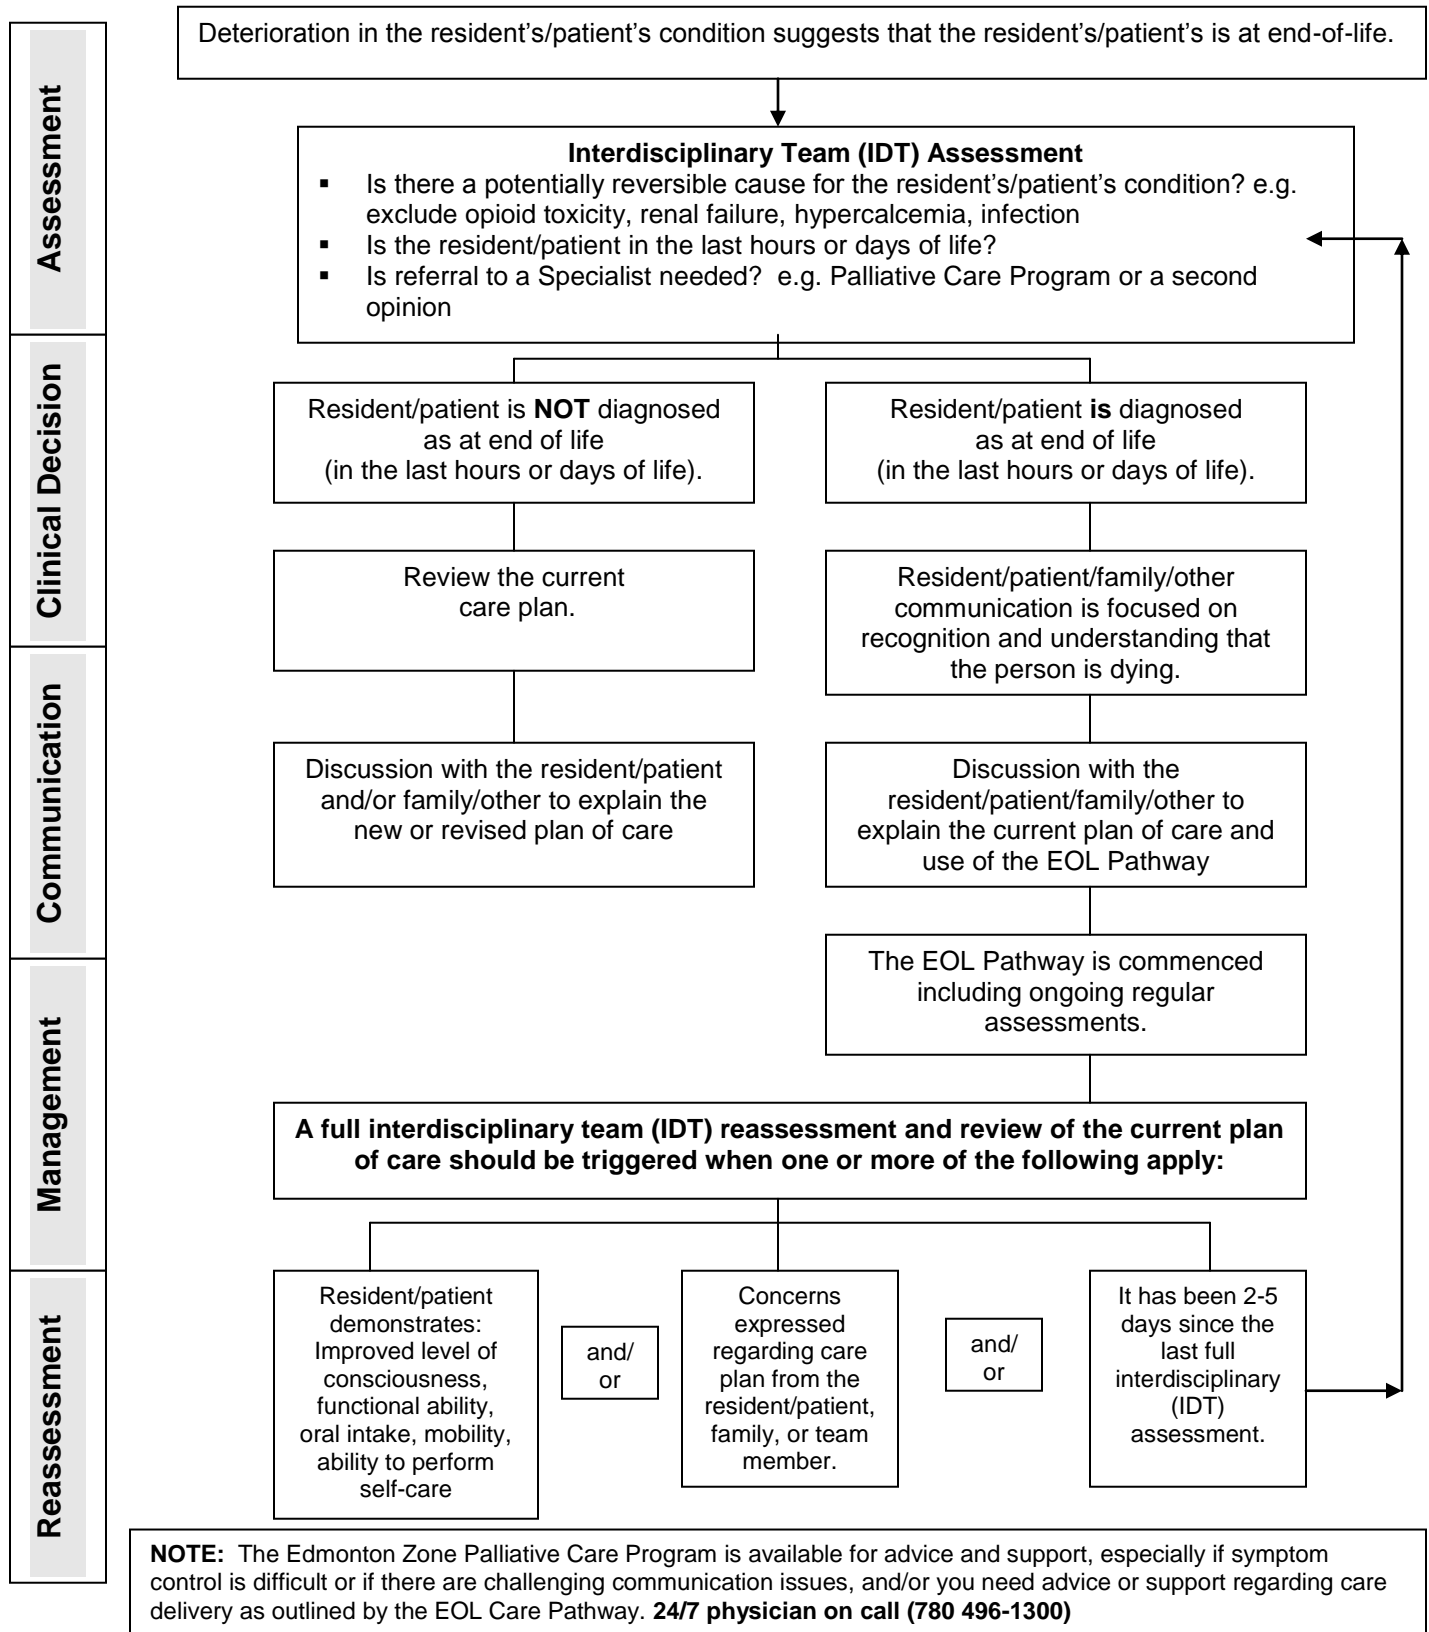 Deterioration in the resident's/patient's condition suggests that the resident's/patient's is at end-of-life.
Assessment
Interdisciplinary Team (IDT) Assessment
▪ Is there a potentially reversible cause for the resident's/patient's condition? e.g.
exclude opioid toxicity, renal failure, hypercalcemia, infection
▪ Is the resident/patient in the last hours or days of life?
▪ Is referral to a Specialist needed?  e.g. Palliative Care Program or a second
opinion
Clinical Decision
Resident/patient is NOT diagnosed
as at end of life
(in the last hours or days of life).
Resident/patient is diagnosed
as at end of life
(in the last hours or days of life).
Review the current
care plan.
Resident/patient/family/other
communication is focused on
recognition and understanding that
the person is dying.
Communication
Discussion with the resident/patient
and/or family/other to explain the
new or revised plan of care
Discussion with the
resident/patient/family/other to
explain the current plan of care and
use of the EOL Pathway
Management
The EOL Pathway is commenced
including ongoing regular
assessments.
A full interdisciplinary team (IDT) reassessment and review of the current plan
of care should be triggered when one or more of the following apply:
Reassessment
Resident/patient
demonstrates:
Improved level of
consciousness,
functional ability,
oral intake, mobility,
ability to perform
self-care
and/
or
Concerns
expressed
regarding care
plan from the
resident/patient,
family, or team
member.
and/
or
It has been 2-5
days since the
last full
interdisciplinary
(IDT)
assessment.
NOTE:  The Edmonton Zone Palliative Care Program is available for advice and support, especially if symptom
control is difficult or if there are challenging communication issues, and/or you need advice or support regarding care
delivery as outlined by the EOL Care Pathway. 24/7 physician on call (780 496-1300)